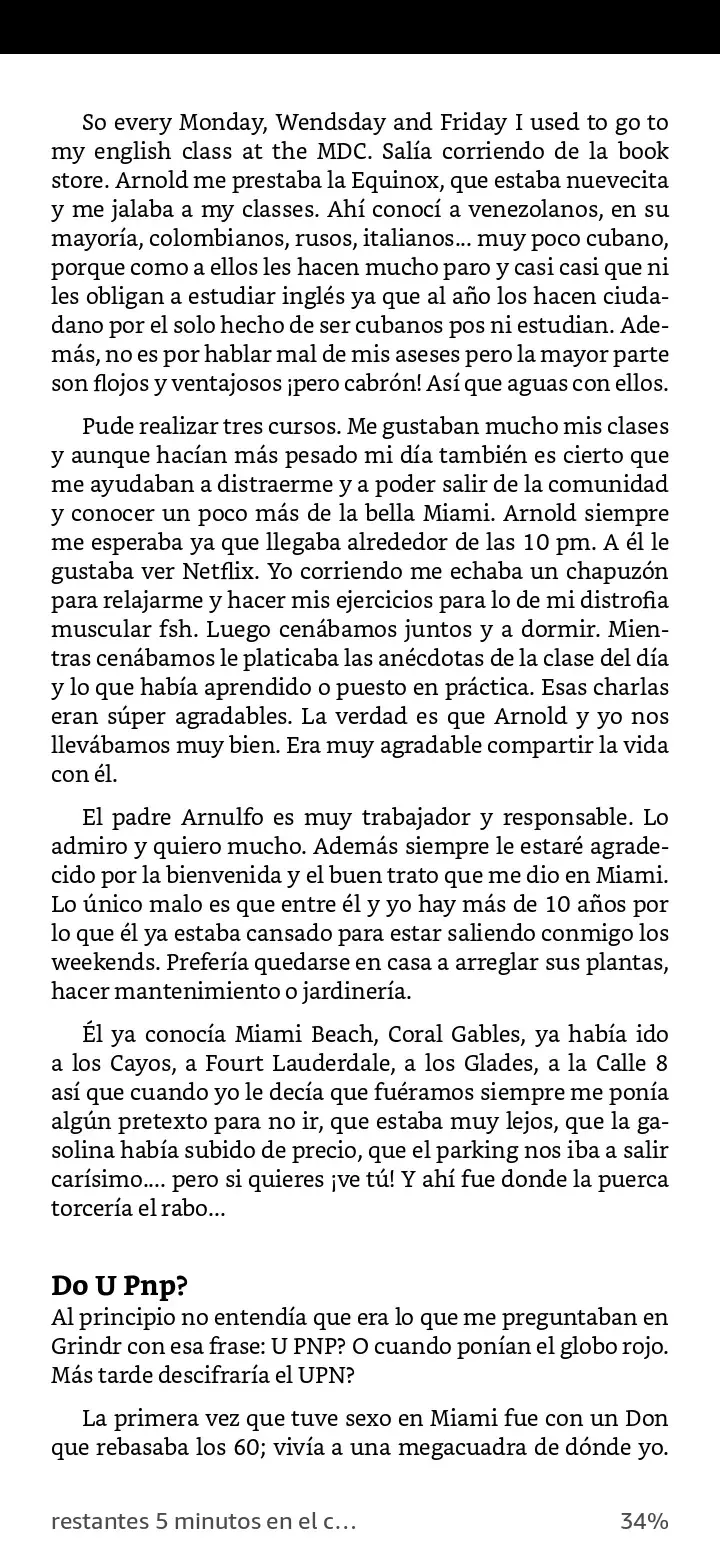 So every Monday, Wendsday and Friday I used to go to
my english class at the MDC. Salía corriendo de la book
store. Arnold me prestaba la Equinox, que estaba nuevecita
y me jalaba a my classes. Ahí conocí a venezolanos, en su
mayoría, colombianos, rusos, italianos... muy poco cubano,
porque como a ellos les hacen mucho paro y casi casi que ni
les obligan a estudiar inglés ya que al año los hacen ciuda-
dano por el solo hecho de ser cubanos pos ni estudian. Ade-
más, no es por hablar mal de mis aseses pero la mayor parte
son flojos y ventajosos ¡pero cabrón! Así que aguas con ellos.
Pude realizar tres cursos. Me gustaban mucho mis clases
y aunque hacían más pesado mi día también es cierto que
me ayudaban a distraerme y a poder salir de la comunidad
y conocer un poco más de la bella Miami. Arnold siempre
me esperaba ya que llegaba alrededor de las 10 pm. A él le
gustaba ver Netflix. Yo corriendo me echaba un chapuzón
para relajarme y hacer mis ejercicios para lo de mi distrofia
muscular fsh. Luego cenábamos juntos y a dormir. Mien-
tras cenábamos le platicaba las anécdotas de la clase del día
y lo que había aprendido o puesto en práctica. Esas charlas
eran súper agradables. La verdad es que Arnold y yo nos
llevábamos muy bien. Era muy agradable compartir la vida
con él.
El padre Arnulfo es muy trabajador y responsable. Lo
admiro y quiero mucho. Además siempre le estaré agrade-
cido por la bienvenida y el buen trato que me dio en Miami.
Lo único malo es que entre él y yo hay más de 10 años por
lo que él ya estaba cansado para estar saliendo conmigo los
weekends. Prefería quedarse en casa a arreglar sus plantas,
hacer mantenimiento o jardinería.
Él ya conocía Miami Beach, Coral Gables, ya había ido
a los Cayos, a Fourt Lauderdale, a los Glades, a la Calle 8
así que cuando yo le decía que fuéramos siempre me ponía
algún pretexto para no ir, que estaba muy lejos, que la ga-
solina había subido de precio, que el parking nos iba a salir
carísimo.... pero si quieres ¡ve tú! Y ahí fue donde la puerca
torcería el rabo...
Do U Pnp?
Al principio no entendía que era lo que me preguntaban en
Grindr con esa frase: U PNP? O cuando ponían el globo rojo.
Más tarde descifraría el UPN?
La primera vez que tuve sexo en Miami fue con un Don
que rebasaba los 60; vivía a una megacuadra de dónde yo.
restantes 5 minutos en el c...
34%